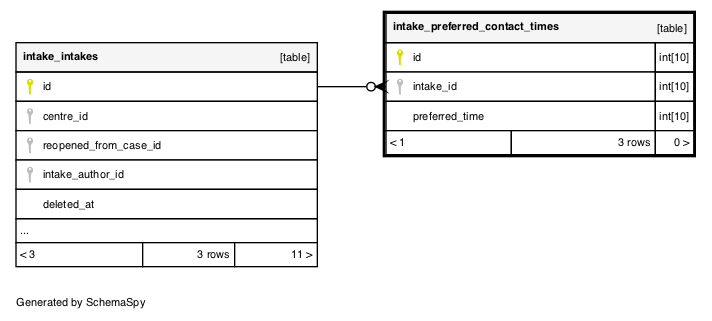 intake_intakes [table]
id
centre_id
reopened_from_case_id
intake_author_id
deleted_at
...
< 3 3 rows 11 >
intake_preferred_contact_times [table]
id int[10]
intake_id int[10]
preferred_time int[10]
< 1 3 rows 0 >
Generated by SchemaSpy